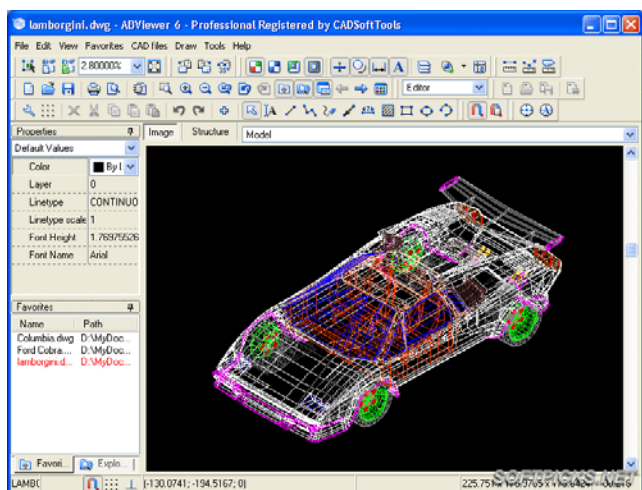 lamborgini.dwg - ABViewer 6 - Professional Registered by CADSoftTools
File Edit View Favorites CAD files Draw Tools Help
2.80000%
Editor
Properties
Image Structure Model
Default Values
Color By L
Layer 0
Linetype CONTINUO
Linetype scale 1
Font Height 1.76975526
Font Name Arial
Favorites
Name Path
Columbia.dwg D:\MyDoc...
Ford Cobra.... D:\MyDoc...
lamborgini.d... D:\MyDoc...
Favori... Explo...
(-130.0741; -194.5167; 0)
SOFTPICKS.NET